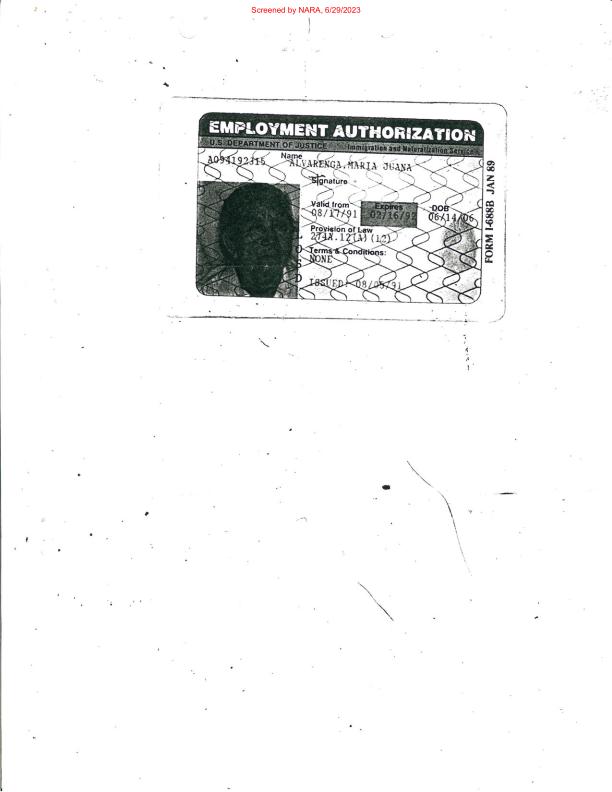 Screened by NARA, 6/29/2023
EMPLOYMENT AUTHORIZATION
U.S. DEPARTMENT OF JUSTICE Immigration and Naturalization Service
A094192316 Name ALVARENGA,MARIA JUANA
Signature
Valid from Expires DOB
08/17/91 02/16/92 06/14/06
Provision of Law
274A.12(A)(12)
Terms & Conditions:
NONE
ISSUED: 08/05/91
FORM I-688B JAN 89